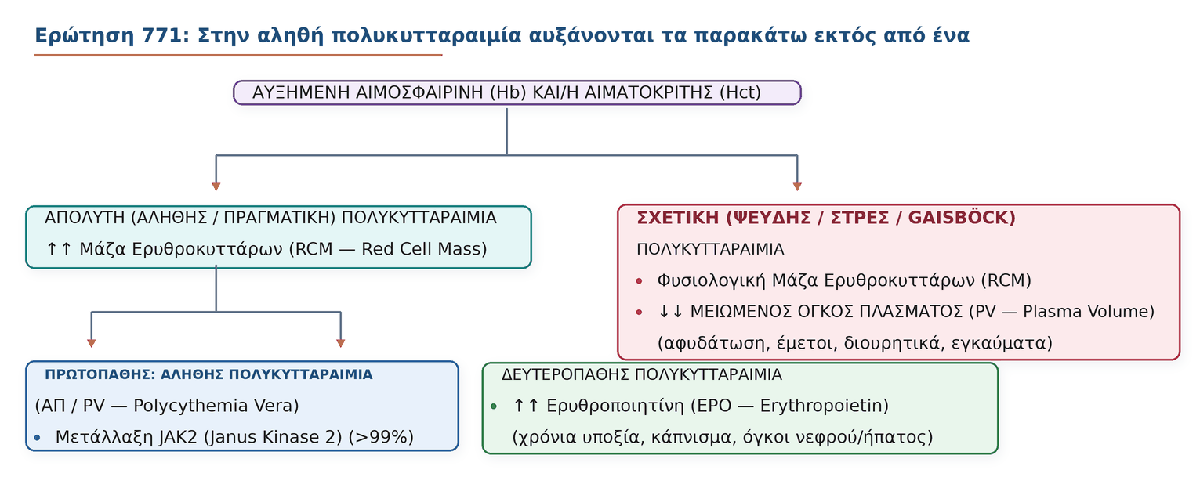 Ερώτηση 771: Στην αληθή πολυκυτταραιμία αυξάνονται τα παρακάτω εκτός από ένα
ΑΥΞΗΜΕΝΗ ΑΙΜΟΣΦΑΙΡΙΝΗ (Hb) ΚΑΙ/Η ΑΙΜΑΤΟΚΡΙΤΗΣ (Hct)
ΑΠΟΛΥΤΗ (ΑΛΗΘΗΣ / ΠΡΑΓΜΑΤΙΚΗ) ΠΟΛΥΚΥΤΤΑΡΑΙΜΙΑ
↑↑ Μάζα Ερυθροκυττάρων (RCM — Red Cell Mass)
ΣΧΕΤΙΚΗ (ΨΕΥΔΗΣ / ΣΤΡΕΣ / GAISBÖCK)
ΠΟΛΥΚΥΤΤΑΡΑΙΜΙΑ
• Φυσιολογική Μάζα Ερυθροκυττάρων (RCM)
• ↓↓ ΜΕΙΩΜΕΝΟΣ ΟΓΚΟΣ ΠΛΑΣΜΑΤΟΣ (PV — Plasma Volume)
(αφυδάτωση, έμετοι, διουρητικά, εγκαύματα)
ΠΡΩΤΟΠΑΘΗΣ: ΑΛΗΘΗΣ ΠΟΛΥΚΥΤΤΑΡΑΙΜΙΑ
(ΑΠ / PV — Polycythemia Vera)
• Μετάλλαξη JAK2 (Janus Kinase 2) (>99%)
ΔΕΥΤΕΡΟΠΑΘΗΣ ΠΟΛΥΚΥΤΤΑΡΑΙΜΙΑ
• ↑↑ Ερυθροποιητίνη (EPO — Erythropoietin)
(χρόνια υποξία, κάπνισμα, όγκοι νεφρού/ήπατος)